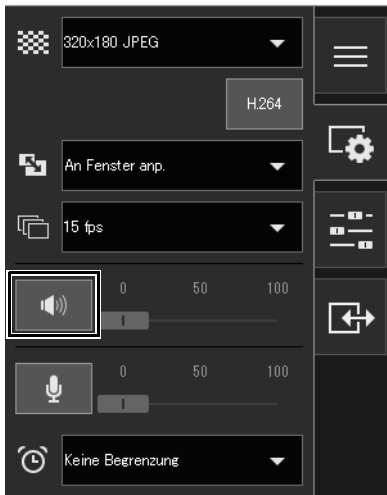 320x180 JPEG
H.264
An Fenster anp.
15 fps
0 50 100
0 50 100
Keine Begrenzung